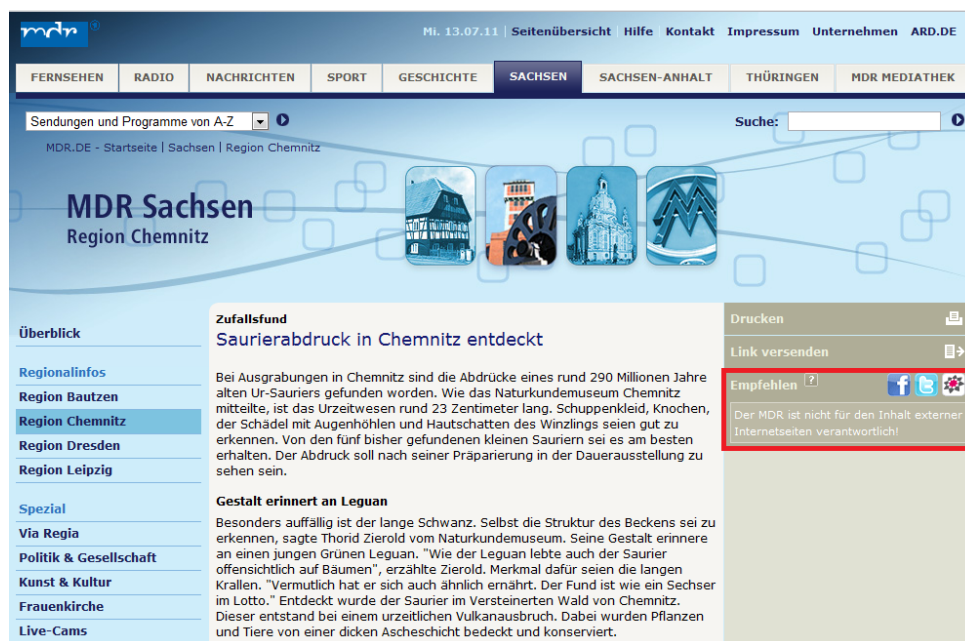 mdr
Mi. 13.07.11 | Seitenübersicht Hilfe Kontakt Impressum Unternehmen ARD.DE
FERNSEHEN RADIO NACHRICHTEN SPORT GESCHICHTE SACHSEN SACHSEN-ANHALT THÜRINGEN MDR MEDIATHEK
Sendungen und Programme von A-Z
Suche:
MDR.DE - Startseite | Sachsen | Region Chemnitz
MDR Sachsen
Region Chemnitz
Überblick
Regionalinfos
Region Bautzen
Region Chemnitz
Region Dresden
Region Leipzig
Spezial
Via Regia
Politik & Gesellschaft
Kunst & Kultur
Frauenkirche
Live-Cams
Zufallsfund
Saurierabdruck in Chemnitz entdeckt
Bei Ausgrabungen in Chemnitz sind die Abdrücke eines rund 290 Millionen Jahre
alten Ur-Sauriers gefunden worden. Wie das Naturkundemuseum Chemnitz
mitteilte, ist das Urzeitwesen rund 23 Zentimeter lang. Schuppenkleid, Knochen,
der Schädel mit Augenhöhlen und Hautschatten des Winzlings seien gut zu
erkennen. Von den fünf bisher gefundenen kleinen Sauriern sei es am besten
erhalten. Der Abdruck soll nach seiner Präparierung in der Dauerausstellung zu
sehen sein.
Gestalt erinnert an Leguan
Besonders auffällig ist der lange Schwanz. Selbst die Struktur des Beckens sei zu
erkennen, sagte Thorid Zierold vom Naturkundemuseum. Seine Gestalt erinnere
an einen jungen Grünen Leguan. "Wie der Leguan lebte auch der Saurier
offensichtlich auf Bäumen", erzählte Zierold. Merkmal dafür seien die langen
Krallen. "Vermutlich hat er sich auch ähnlich ernährt. Der Fund ist wie ein Sechser
im Lotto." Entdeckt wurde der Saurier im Versteinerten Wald von Chemnitz.
Dieser entstand bei einem urzeitlichen Vulkanausbruch. Dabei wurden Pflanzen
und Tiere von einer dicken Ascheschicht bedeckt und konserviert.
Drucken
Link versenden
Empfehlen ?
Der MDR ist nicht für den Inhalt externer
Internetseiten verantwortlich!